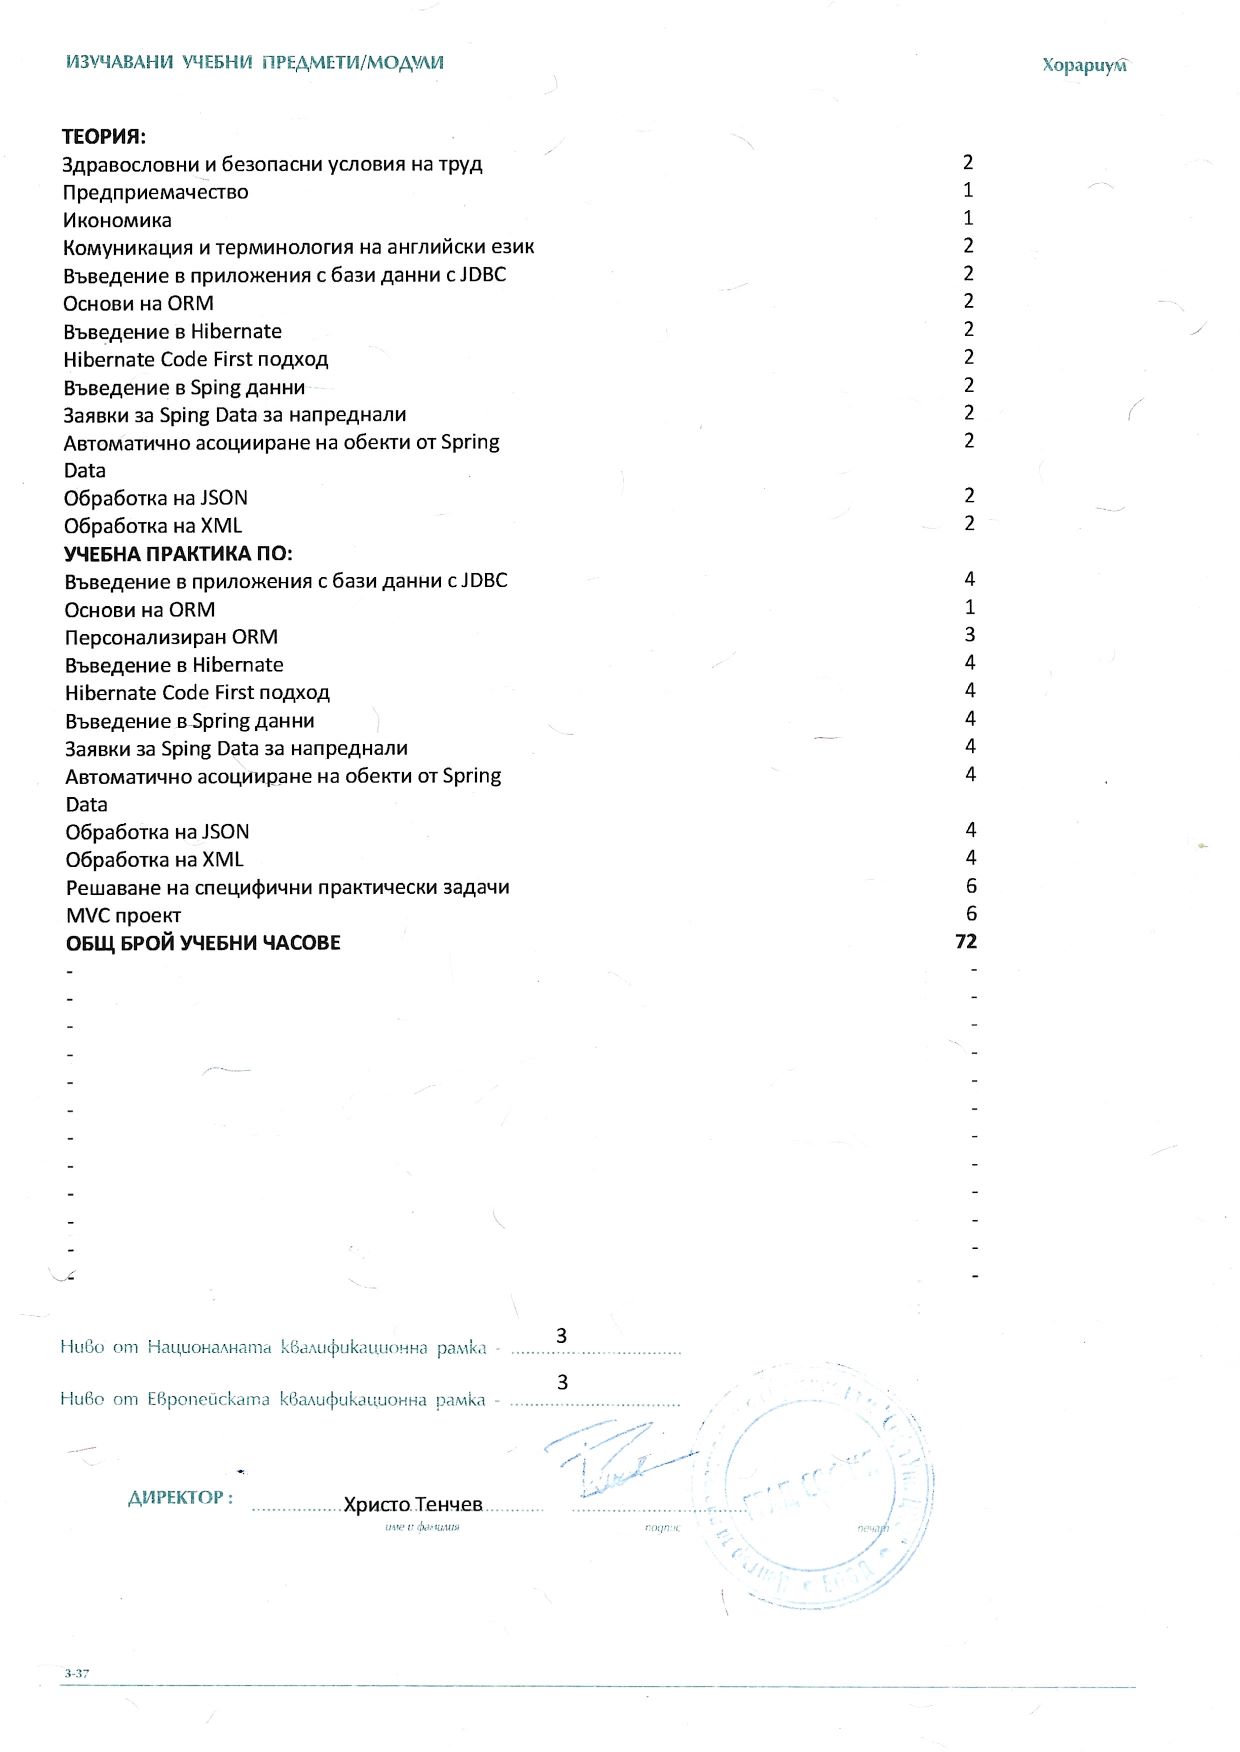 ИЗУЧАВАНИ УЧЕБНИ ПРЕДМЕТИ/МОДУЛИ Хорариум
ТЕОРИЯ:
Здравословни и безопасни условия на труд 2
Предприемачество 1
Икономика 1
Комуникация и терминология на английски език 2
Въведение в приложения с бази данни с JDBC 2
Основи на ORM 2
Въведение в Hibernate 2
Hibernate Code First подход 2
Въведение в Sping данни 2
Заявки за Sping Data за напреднали 2
Автоматично асоцииране на обекти от Spring 2
Data
Обработка на JSON 2
Обработка на XML 2
УЧЕБНА ПРАКТИКА ПО:
Въведение в приложения с бази данни с JDBC 4
Основи на ORM 1
Персонализиран ORM 3
Въведение в Hibernate 4
Hibernate Code First подход 4
Въведение в Spring данни 4
Заявки за Sping Data за напреднали 4
Автоматично асоцииране на обекти от Spring 4
Data
Обработка на JSON 4
Обработка на XML 4
Решаване на специфични практически задачи 6
MVC проект 6
ОБЩ БРОЙ УЧЕБНИ ЧАСОВЕ 72
- -
- -
- -
- -
- -
- -
- -
- -
- -
- -
- -
- -
Ниво от Националната квалификационна рамка - 3
Ниво от Европейската квалификационна рамка - 3
ДИРЕКТОР: Христо Тенчев
име и фамилия подпис печат
3-37